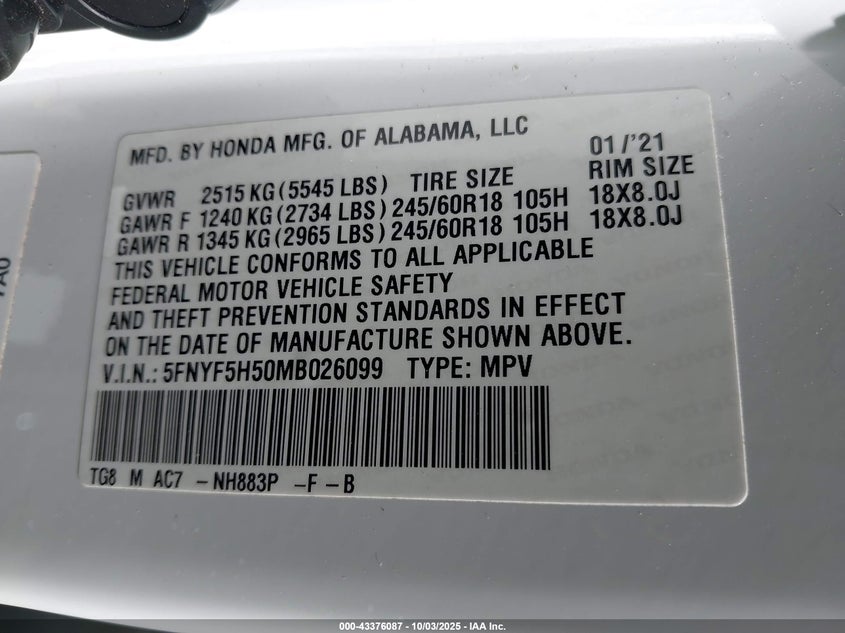 MFD. BY HONDA MFG. OF ALABAMA, LLC 01/'21
RIM SIZE
GVWR 2515 KG (5545 LBS) TIRE SIZE
GAWR F 1240 KG (2734 LBS) 245/60R18 105H 18X8.0J
GAWR R 1345 KG (2965 LBS) 245/60R18 105H 18X8.0J
THIS VEHICLE CONFORMS TO ALL APPLICABLE
FEDERAL MOTOR VEHICLE SAFETY
AND THEFT PREVENTION STANDARDS IN EFFECT
ON THE DATE OF MANUFACTURE SHOWN ABOVE.
V.I.N.: 5FNYF5H50MB026099 TYPE: MPV
TG8 M AC7 -NH883P -F -B
000-43376087 - 10/03/2025 - IAA Inc.